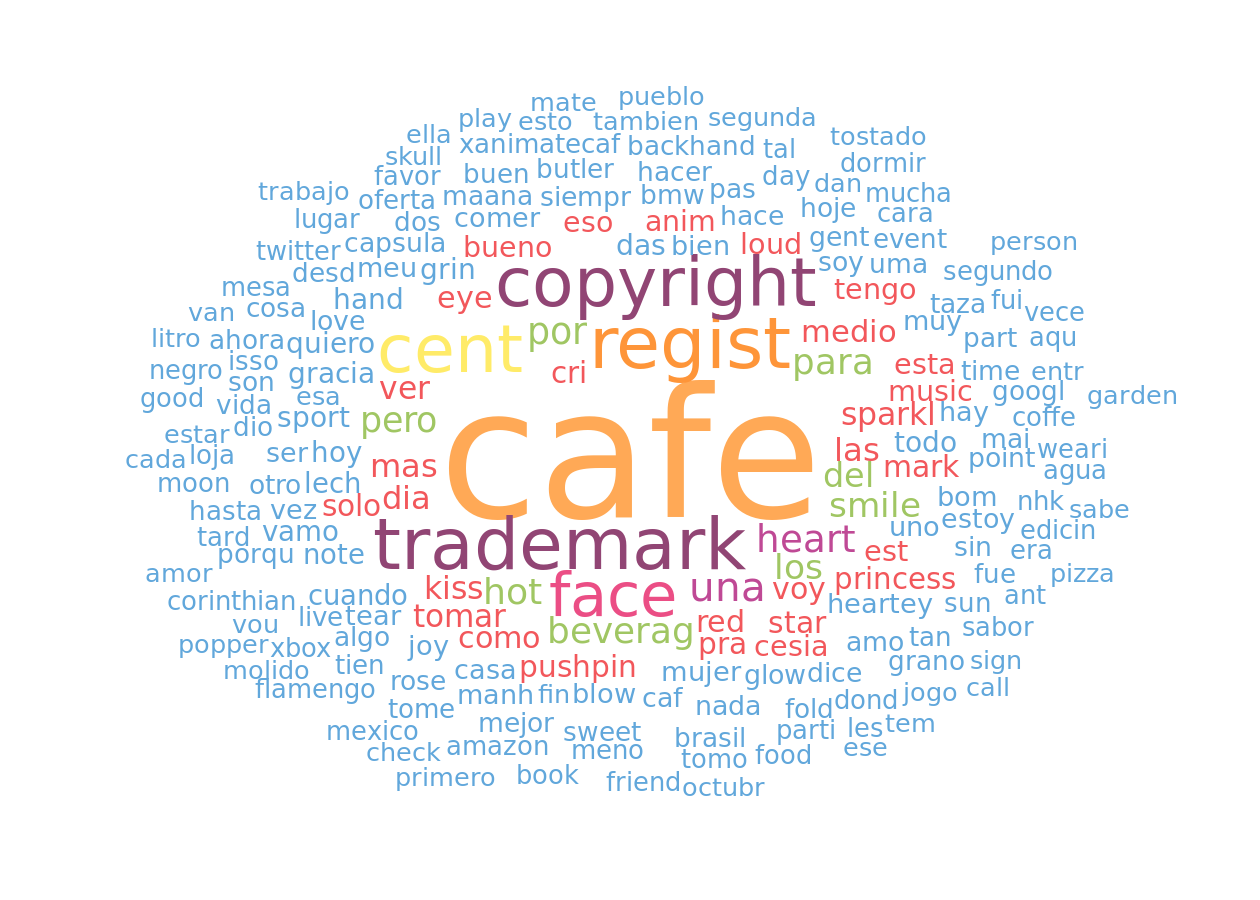 mate pueblo
play esto tambien segunda
ella xanimatecaf backhand tal tostado
skull favor buen butler hacer day dan dormir
trabajo oferta maana siempr bmw pas mucha
lugar dos comer eso anim hace hoje cara
twitter capsula bueno das bien loud gent event person
mesa desd meu grin copyright soy uma segundo
van cosa hand eye tengo taza fui vece
litro ahora love quiero cent por regist medio muy part aqu
negro isso son gracia ver cri para esta time entr
good vida esa sport pero cafe music sparkl hay googl coffe garden
estar dio ser hoy las todo mai point weari
cada loja mas del mark agua
moon otro lech solo dia smile bom nhk sabe
hasta vez vamo trademark heart uno estoy edicin
tard porqu note los est sin era
amor kiss hot face una voy princess fue pizza
corinthian cuando tomar beverag red star heartey sun ant
vou live tear algo como pra cesia amo tan sabor
popper xbox joy pushpin grano sign
molido tien casa mujer glow dice
flamengo rose manh fin blow caf nada fold dond jogo call
tome mejor sweet brasil parti les tem
mexico check amazon meno tomo food ese
primero book friend octubr